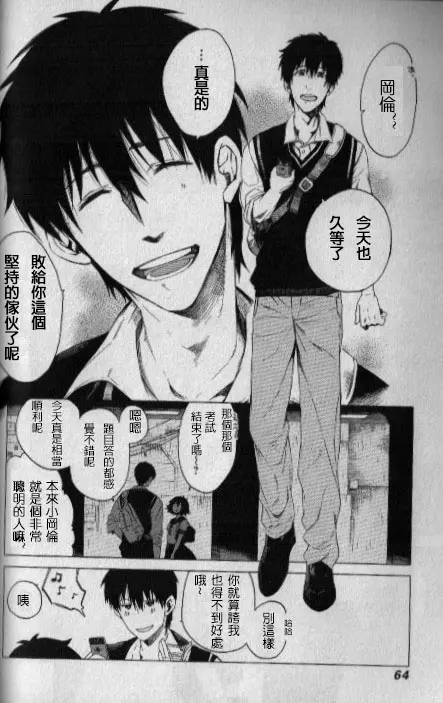 岡倫~
今天也
久等了
…真是的
敗給你這個
堅持的傢伙了呢
那個那個
考試
結束了嗎~
嗯嗯
題目答的都感
覺不錯呢
今天真是相當
順利呢
本來小岡倫
就是個非常
聰明的人嘛~
別這樣
哈哈
你就算誇我
也得不到好處
哦~
咦
64